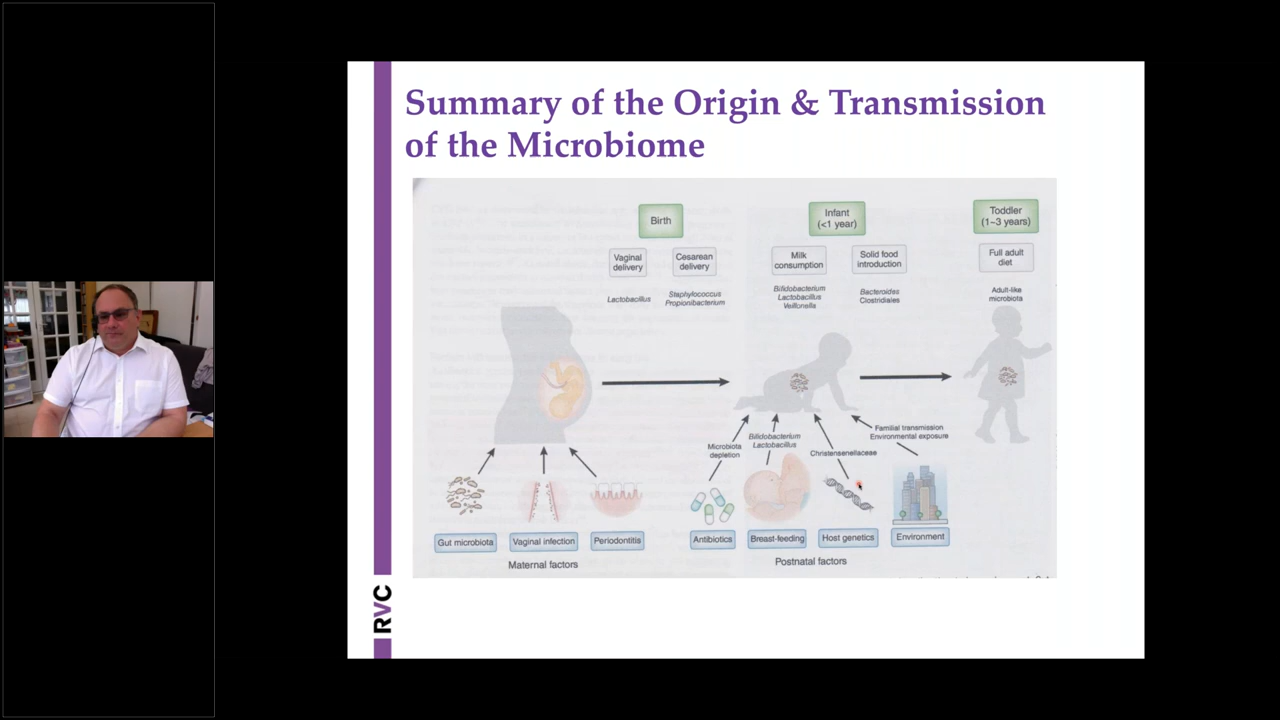 Summary of the Origin & Transmission
of the Microbiome
Birth
Infant
(<1 year)
Toddler
(1–3 years)
Vaginal
delivery
Cesarean
delivery
Milk
consumption
Solid food
introduction
Full adult
diet
Lactobacillus
Staphylococcus
Propionibacterium
Bifidobacterium
Lactobacillus
Veillonella
Bacteroides
Clostridiales
Adult-like
microbiota
Microbiota
depletion
Bifidobacterium
Lactobacillus
Christensenellaceae
Familial transmission
Environmental exposure
Gut microbiota
Vaginal infection
Periodontitis
Antibiotics
Breast-feeding
Host genetics
Environment
Maternal factors
Postnatal factors
RVC